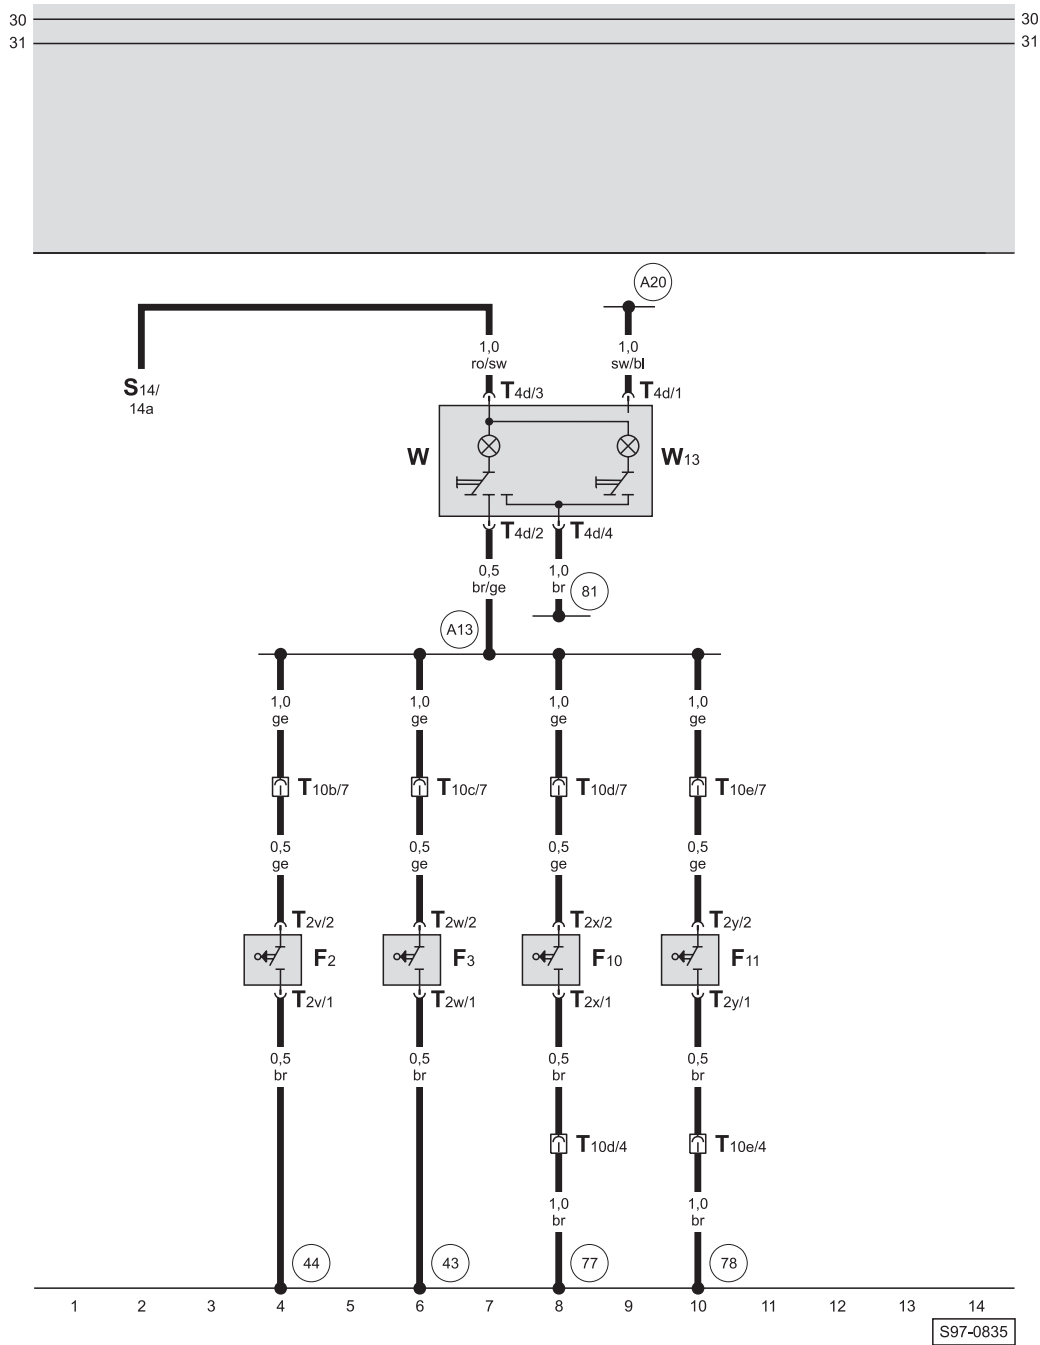 30 30
31 31
A20
1,0 1,0
ro/sw sw/bl
S14/
14a
T4d/3 T4d/1
W W13
T4d/2 T4d/4
0,5 1,0
br/ge br
81
A13
1,0 1,0 1,0 1,0
ge ge ge ge
T10b/7 T10c/7 T10d/7 T10e/7
0,5 0,5 0,5 0,5
ge ge ge ge
T2v/2 T2w/2 T2x/2 T2y/2
F2 F3 F10 F11
T2v/1 T2w/1 T2x/1 T2y/1
0,5 0,5 0,5 0,5
br br br br
T10d/4 T10e/4
1,0 1,0
br br
44 43 77 78
1 2 3 4 5 6 7 8 9 10 11 12 13 14
S97-0835